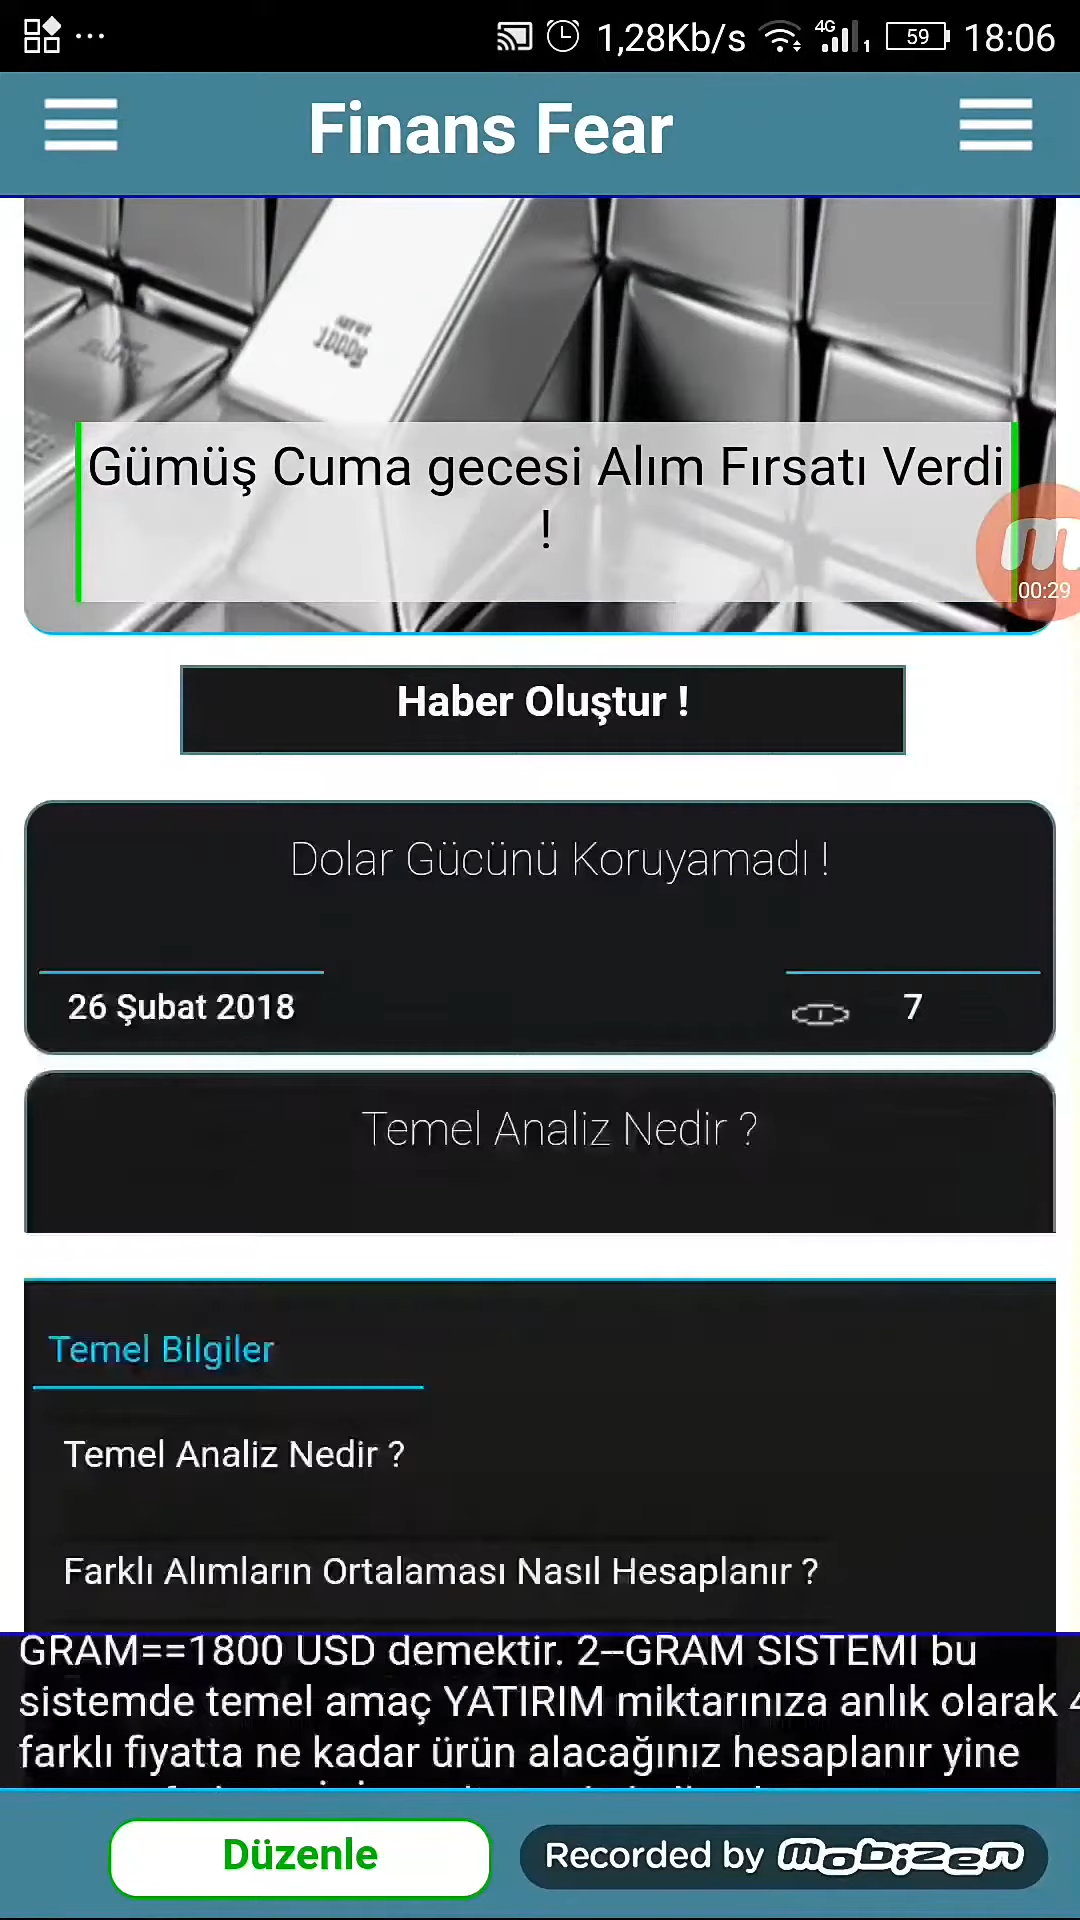 1,28Kb/s 4G 1 59 18:06
Finans Fear
1000g
Gümüş Cuma gecesi Alım Fırsatı Verdi
!
00:29
Haber Oluştur !
Dolar Gücünü Koruyamadı !
26 Şubat 2018 7
Temel Analiz Nedir ?
Temel Bilgiler
Temel Analiz Nedir ?
Farklı Alımların Ortalaması Nasıl Hesaplanır ?
GRAM==1800 USD demektir. 2--GRAM SISTEMI bu
sistemde temel amaç YATIRIM miktarınıza anlık olarak 4
farklı fiyatta ne kadar ürün alacağınız hesaplanır yine
Düzenle
Recorded by mobizen